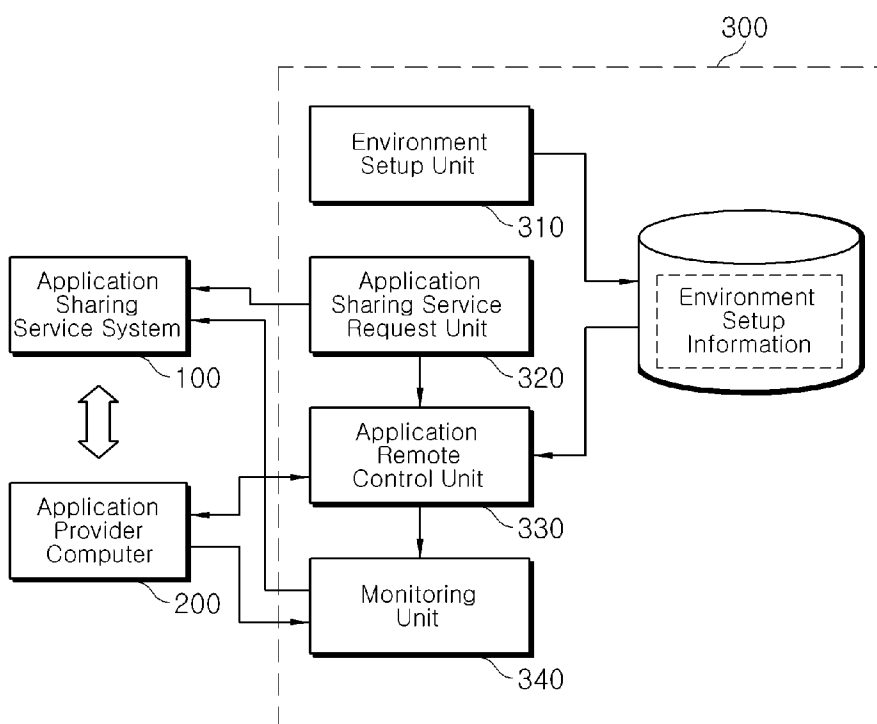 300
Environment
Setup Unit
310
Application
Sharing
Service System
100
Application
Sharing Service
Request Unit
320
Environment
Setup
Information
Application
Remote
Control Unit
330
Application
Provider
Computer
200
Monitoring
Unit
340